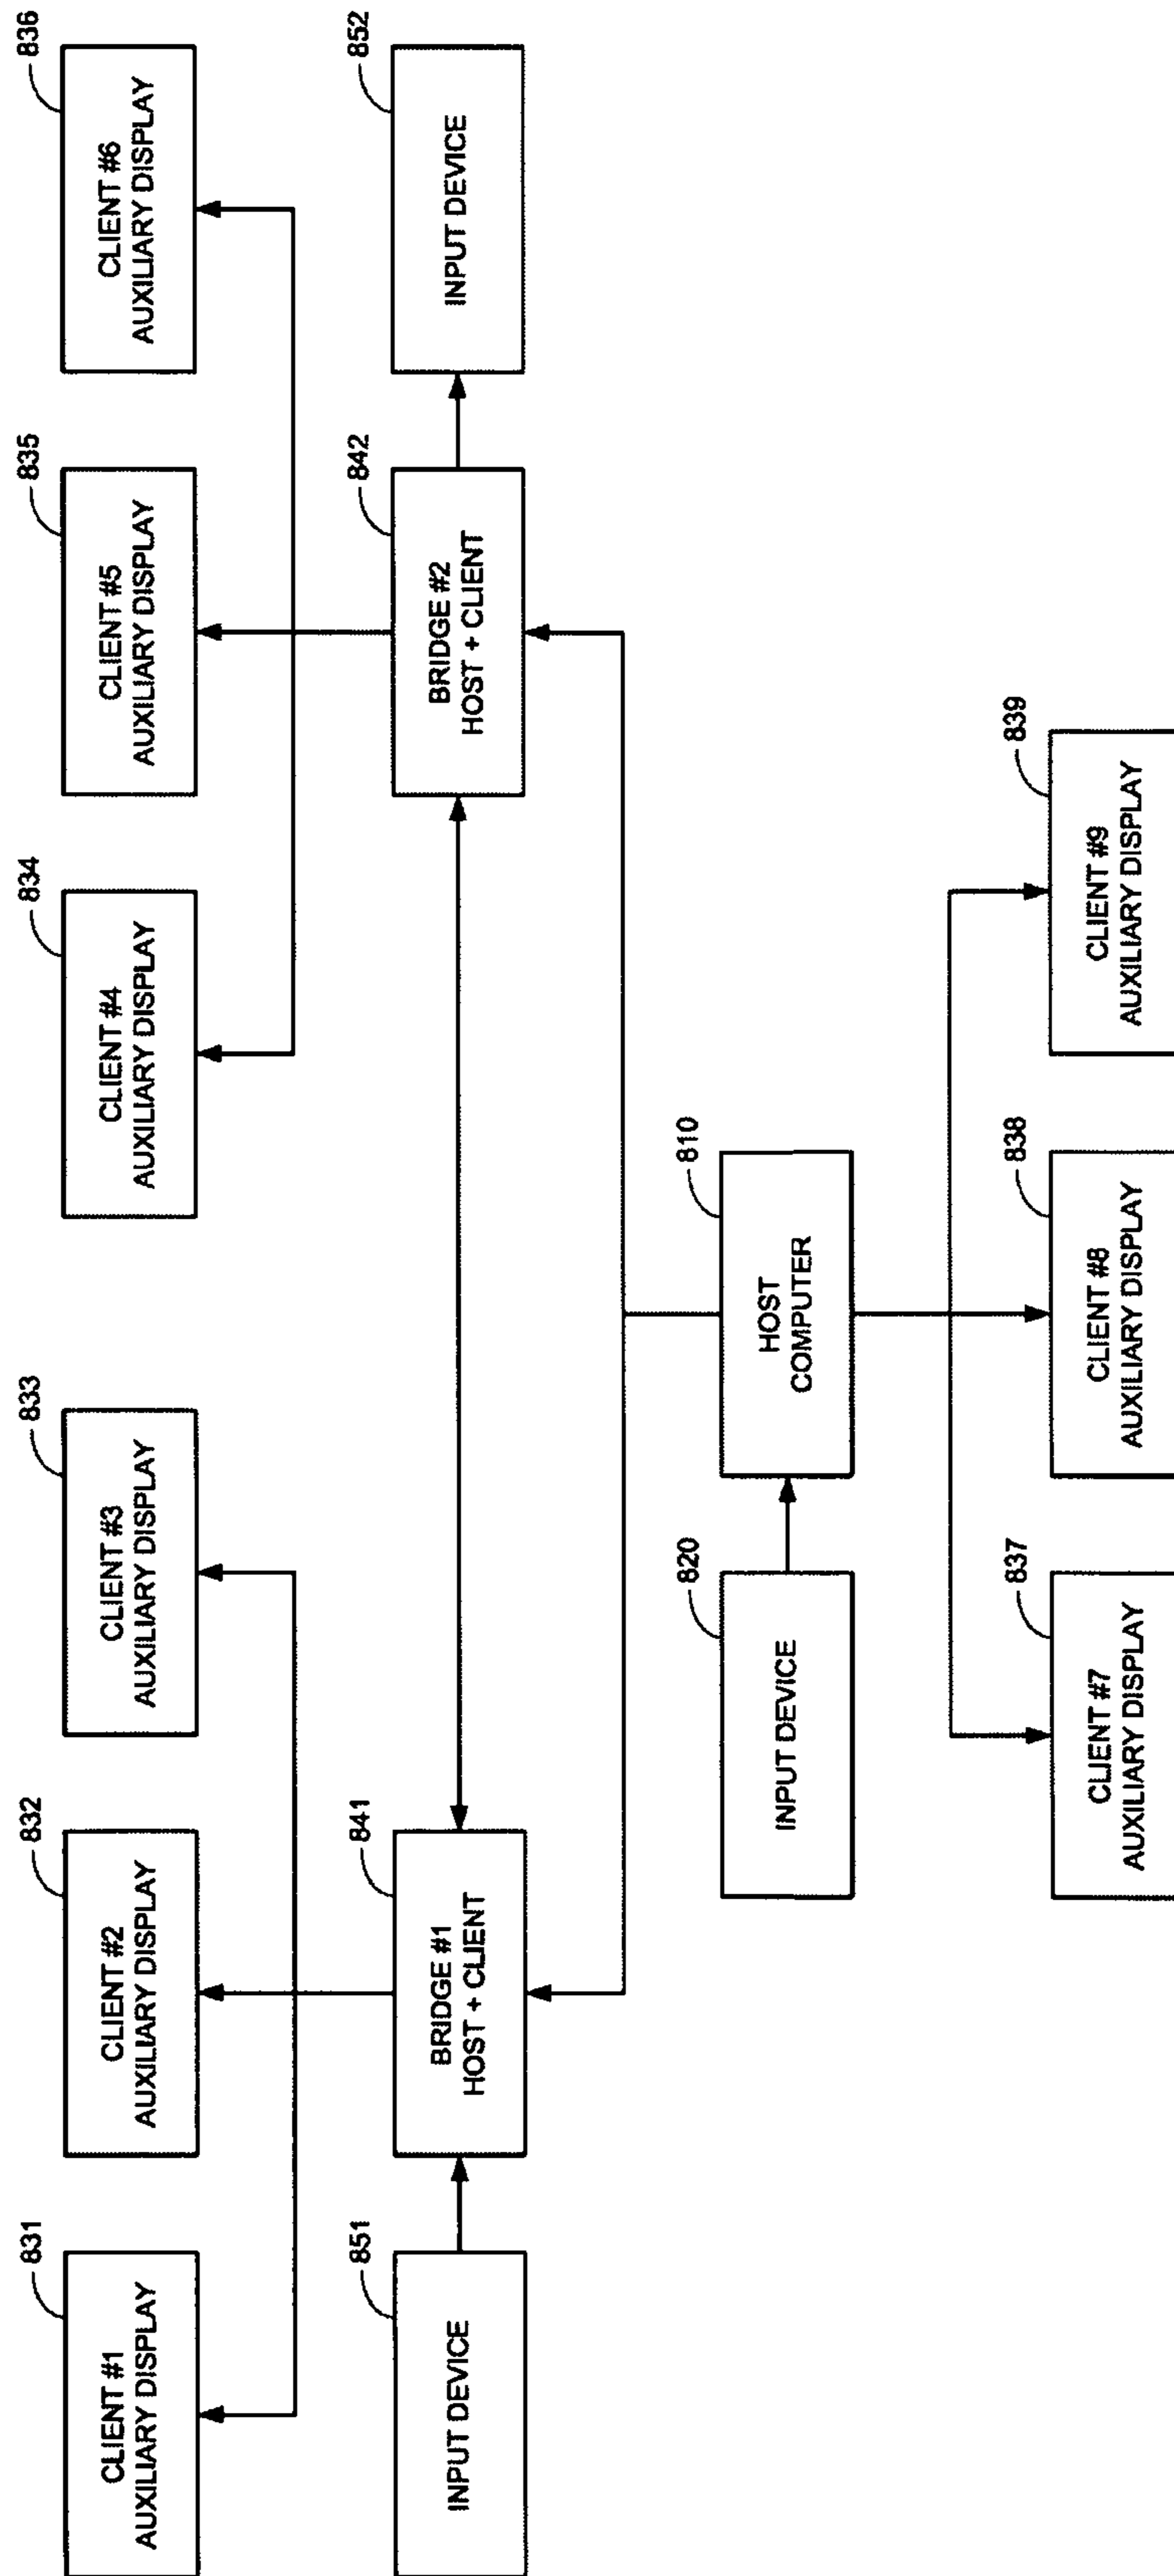 831
CLIENT #1
AUXILIARY DISPLAY
832
CLIENT #2
AUXILIARY DISPLAY
833
CLIENT #3
AUXILIARY DISPLAY
834
CLIENT #4
AUXILIARY DISPLAY
835
CLIENT #5
AUXILIARY DISPLAY
836
CLIENT #6
AUXILIARY DISPLAY
851
INPUT DEVICE
841
BRIDGE #1
HOST + CLIENT
842
BRIDGE #2
HOST + CLIENT
852
INPUT DEVICE
820
INPUT DEVICE
810
HOST
COMPUTER
837
CLIENT #7
AUXILIARY DISPLAY
838
CLIENT #8
AUXILIARY DISPLAY
839
CLIENT #9
AUXILIARY DISPLAY